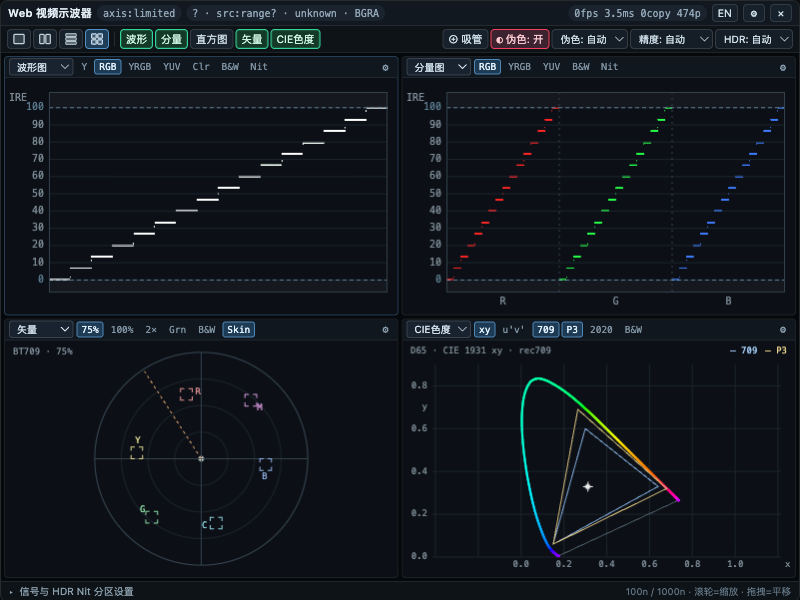 Web 视频示波器 axis:limited ? · src:range? · unknown · BGRA 0fps 3.5ms 0copy 474p EN
波形 分量 直方图 矢量 CIE色度 吸管 伪色: 开 伪色: 自动 精度: 自动 HDR: 自动
波形图 Y RGB YRGB YUV Clr B&W Nit
IRE
100
90
80
70
60
50
40
30
20
10
0
分量图 RGB YRGB YUV B&W Nit
IRE
100
90
80
70
60
50
40
30
20
10
0
R G B
矢量 75% 100% 2× Grn B&W Skin
BT709 · 75%
R
M
Y
B
G
C
CIE色度 xy u'v' 709 P3 2020 B&W
D65 · CIE 1931 xy · rec709 — 709 — P3
0.8
y
0.6
0.4
0.2
0.0
0.0 0.2 0.4 0.6 0.8 1.0 x
信号与 HDR Nit 分区设置 100n / 1000n · 滚轮=缩放 · 拖拽=平移